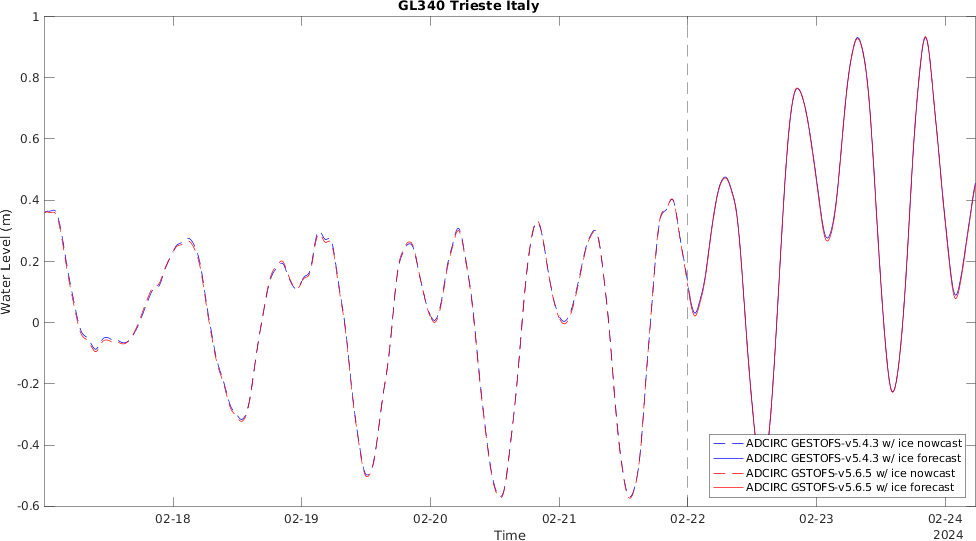 GL340 Trieste Italy
1
0.8
0.6
0.4
0.2
0
-0.2
-0.4
-0.6
Water Level (m)
ADCIRC GESTOFS-v5.4.3 w/ ice nowcast
ADCIRC GESTOFS-v5.4.3 w/ ice forecast
ADCIRC GSTOFS-v5.6.5 w/ ice nowcast
ADCIRC GSTOFS-v5.6.5 w/ ice forecast
02-18 02-19 02-20 02-21 02-22 02-23 02-24
Time
2024